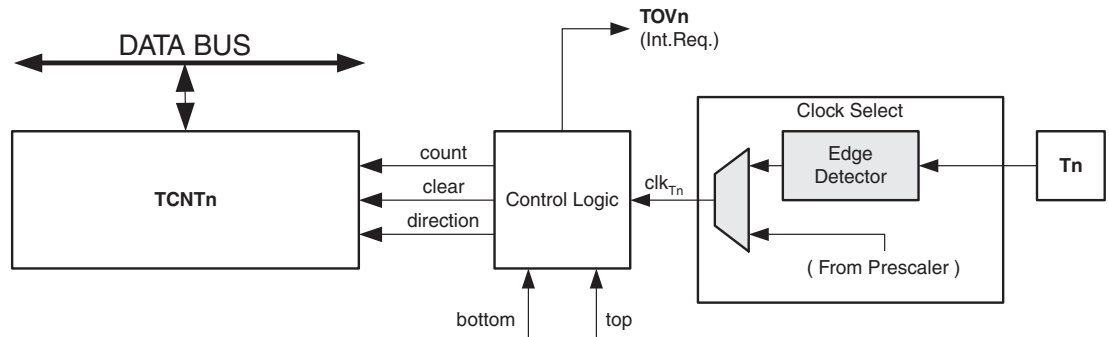 TOVn
(Int.Req.)
DATA BUS
Clock Select
count
Edge
Detector
Tn
TCNTn
clear
Control Logic
clkTn
direction
( From Prescaler )
bottom
top